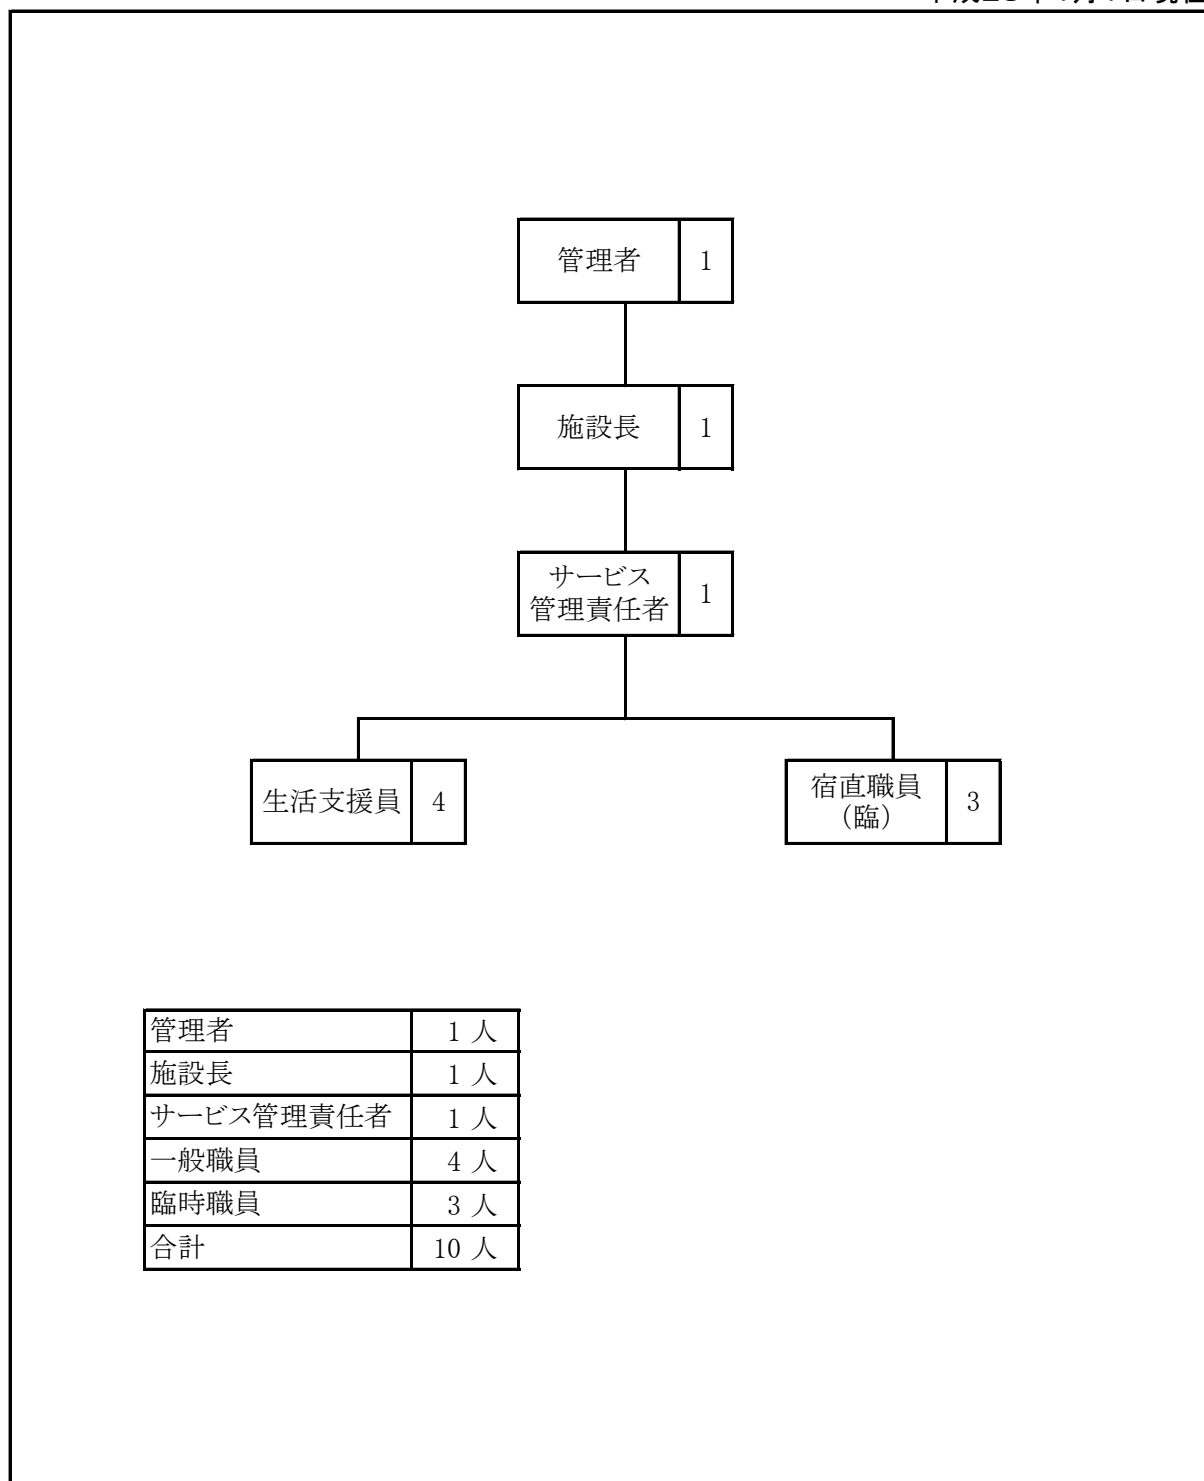 管理者 1
施設長 1
サービス
管理責任者 1
生活支援員 4
宿直職員
（臨） 3
管理者 1 人
施設長 1 人
サービス管理責任者 1 人
一般職員 4 人
臨時職員 3 人
合計 10 人